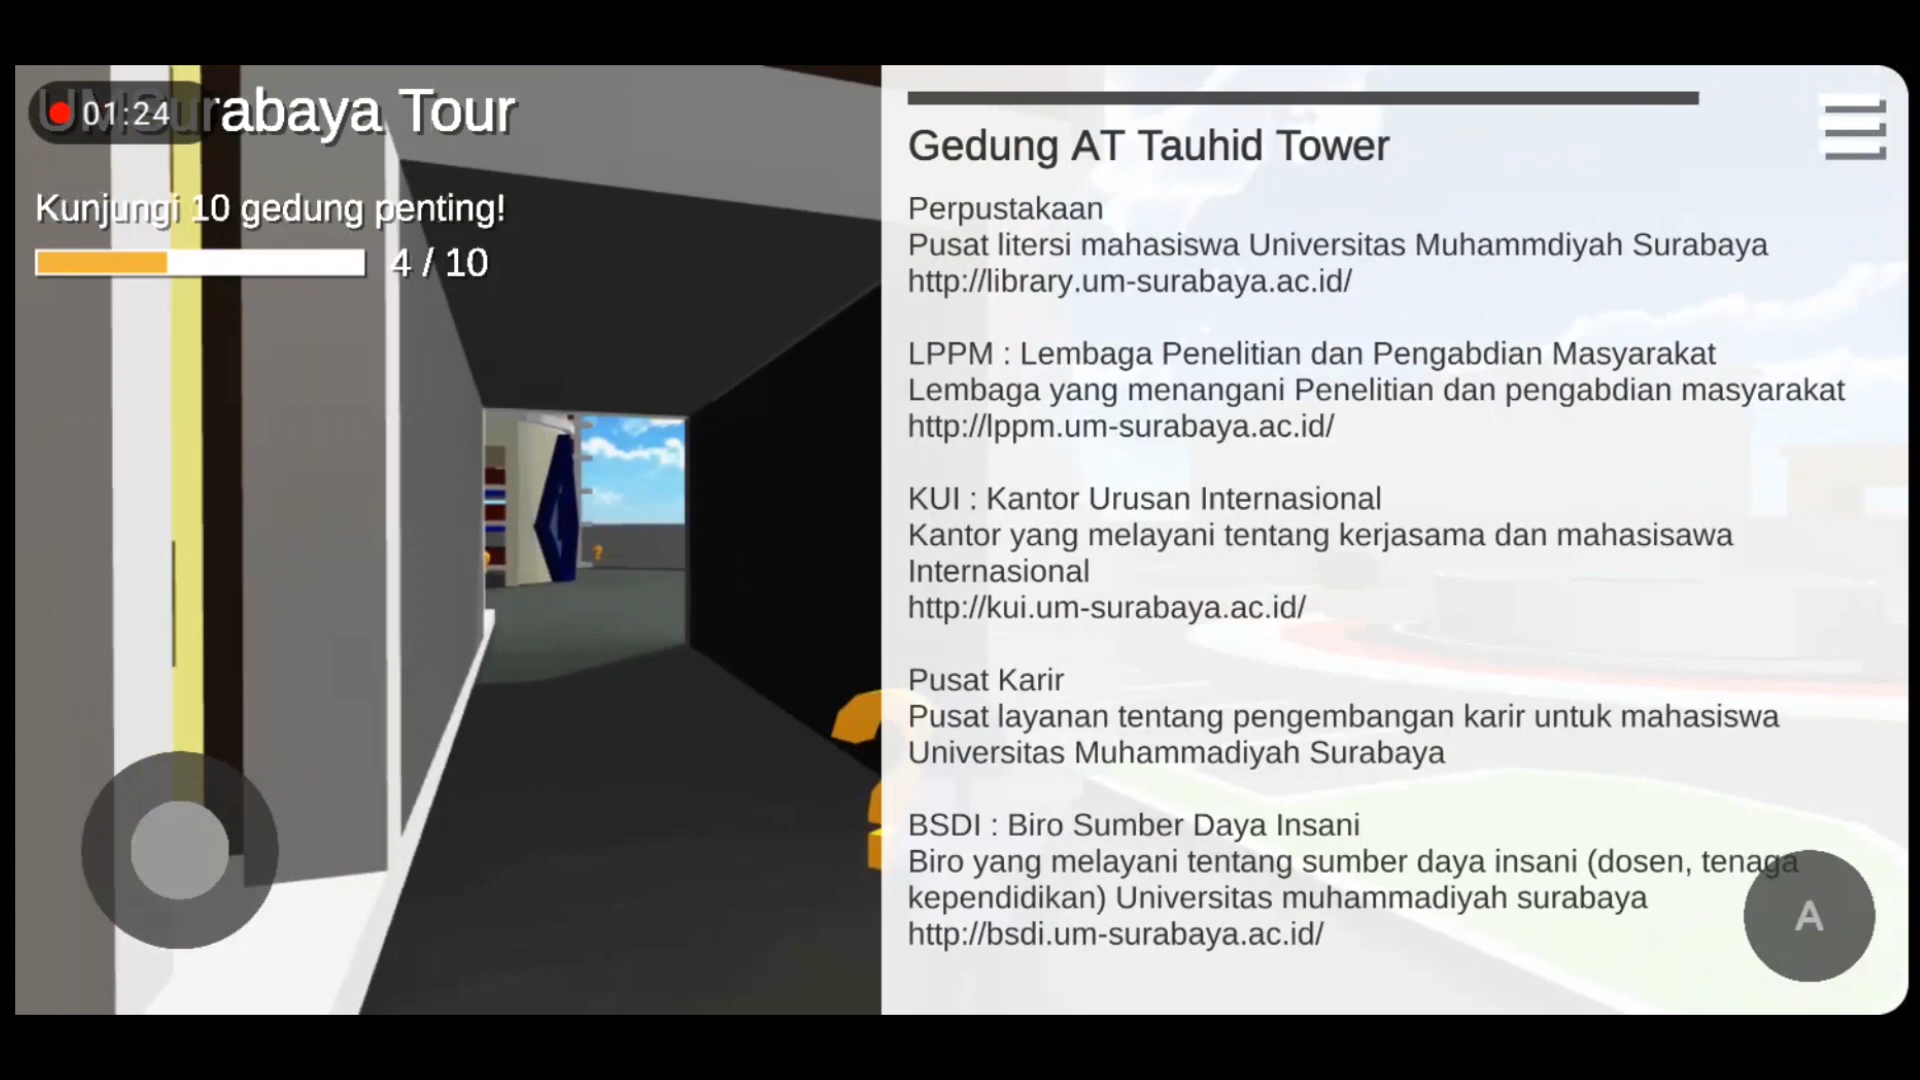 UMSurabaya Tour
01:24
Kunjungi 10 gedung penting!
4 / 10
Gedung AT Tauhid Tower
Perpustakaan
Pusat litersi mahasiswa Universitas Muhammdiyah Surabaya
http://library.um-surabaya.ac.id/
LPPM : Lembaga Penelitian dan Pengabdian Masyarakat
Lembaga yang menangani Penelitian dan pengabdian masyarakat
http://lppm.um-surabaya.ac.id/
KUI : Kantor Urusan Internasional
Kantor yang melayani tentang kerjasama dan mahasisawa
Internasional
http://kui.um-surabaya.ac.id/
Pusat Karir
Pusat layanan tentang pengembangan karir untuk mahasiswa
Universitas Muhammadiyah Surabaya
BSDI : Biro Sumber Daya Insani
Biro yang melayani tentang sumber daya insani (dosen, tenaga
kependidikan) Universitas muhammadiyah surabaya
http://bsdi.um-surabaya.ac.id/
A